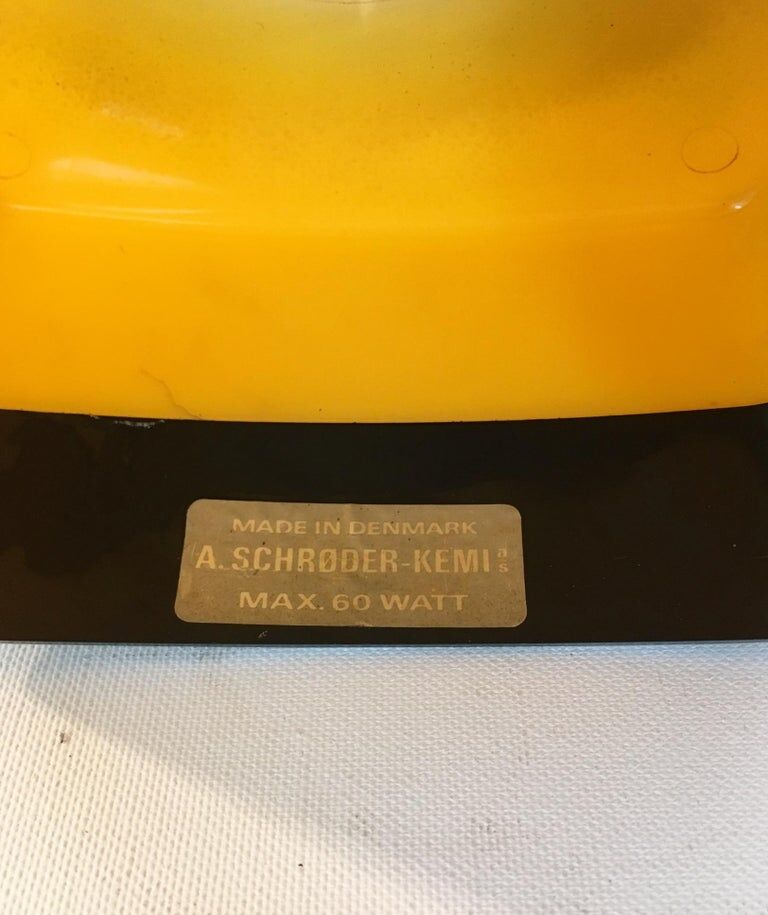 MADE IN DENMARK
A. SCHRØDER-KEMI a/s
MAX. 60 WATT